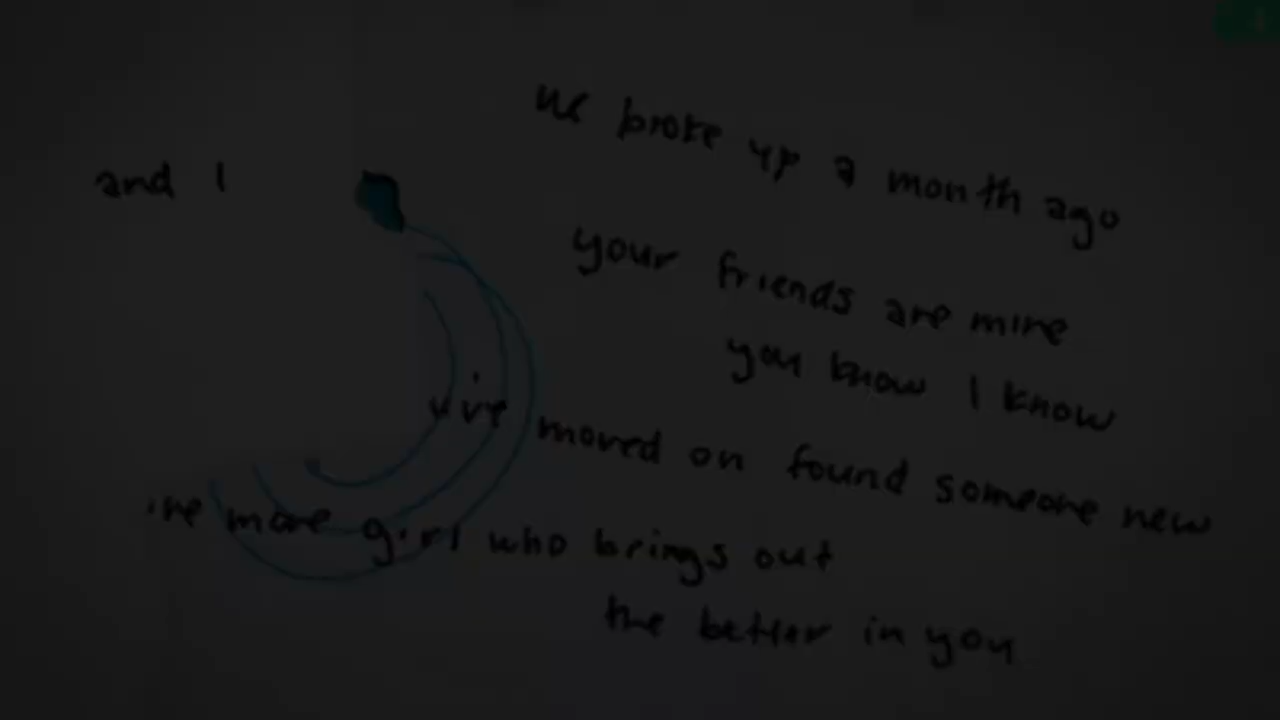 we broke up a month ago
and I
your friends are mine
you know I know
moved on found someone new
more girl who brings out
the better in you